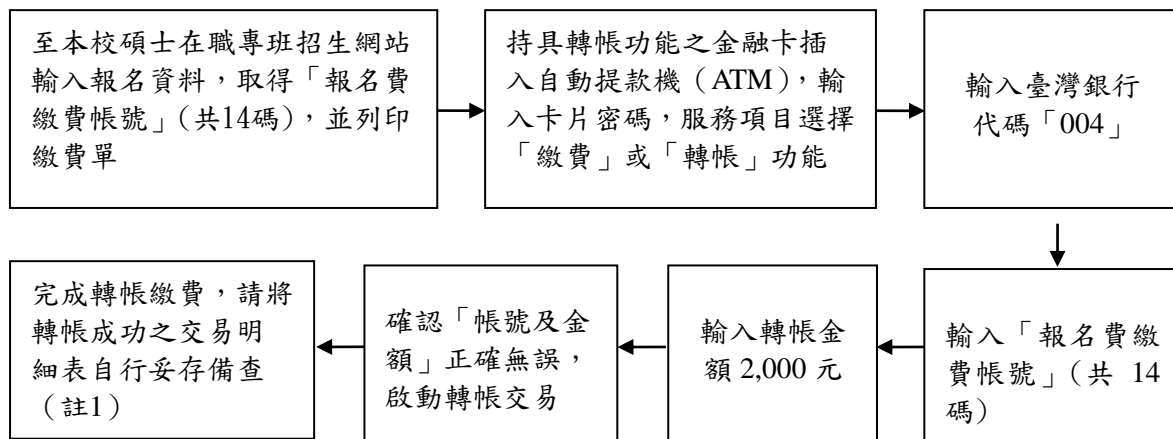 至本校碩士在職專班招生網站
輸入報名資料，取得「報名費
繳費帳號」（共14碼），並列印
繳費單
持具轉帳功能之金融卡插
入自動提款機（ATM），輸
入卡片密碼，服務項目選擇
「繳費」或「轉帳」功能
輸入臺灣銀行
代碼「004」
輸入「報名費繳
費帳號」（共 14
碼）
輸入轉帳金
額 2,000 元
確認「帳號及金
額」正確無誤，
啟動轉帳交易
完成轉帳繳費，請將
轉帳成功之交易明
細表自行妥存備查
（註1）